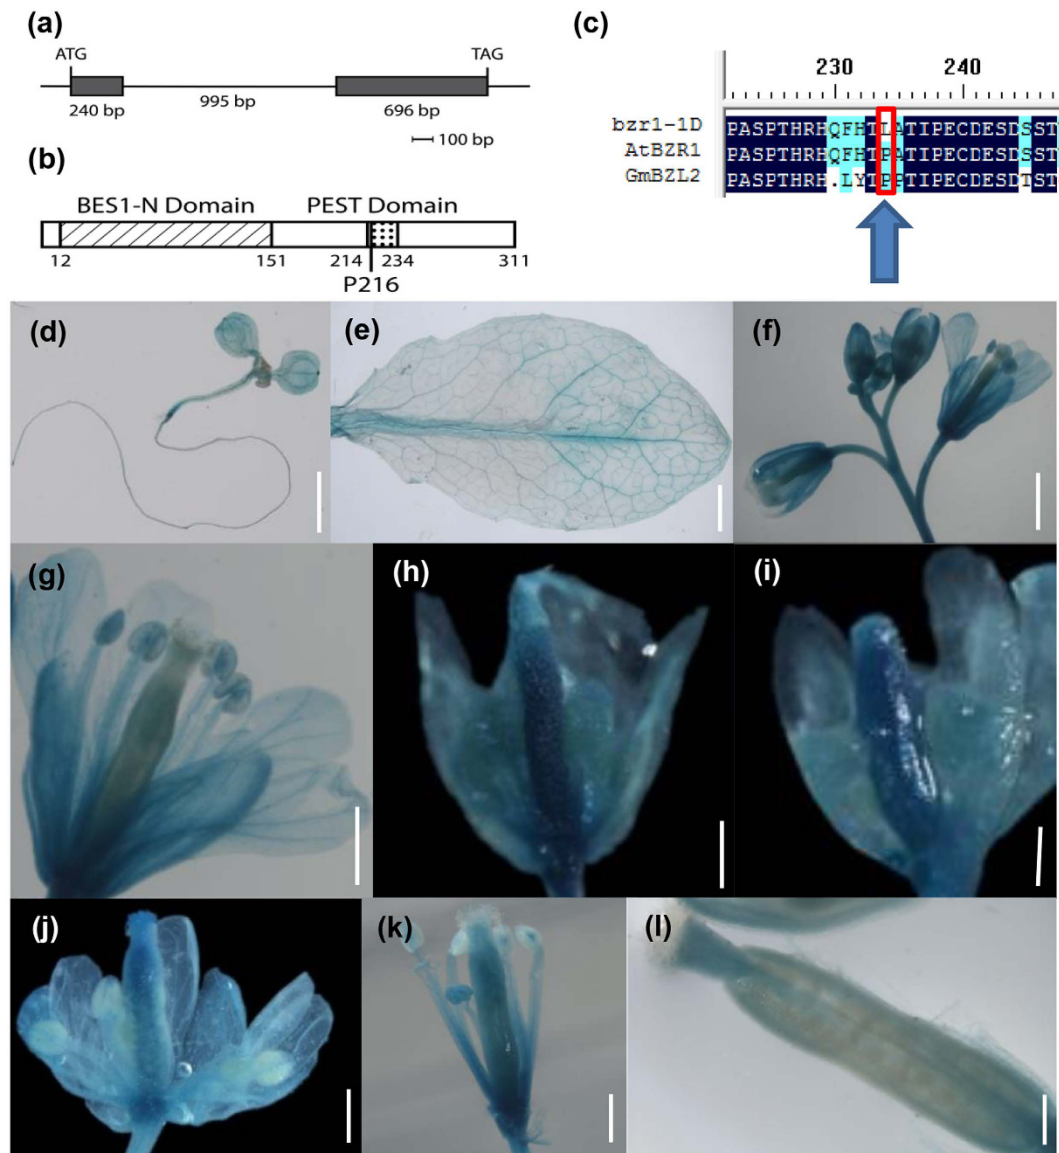 (a)
ATG
TAG
240 bp
995 bp
696 bp
100 bp
(b)
BES1-N Domain
PEST Domain
12
151
214
234
311
P216
(c)
230
240
bzr1-1D
PASPTHRHQFHTLATIPECDESDSST
AtBZR1
PASPTHRHQFHTPATIPECDESDSST
GmBZL2
PASPTHRH.LYTPPTIPECDESDTST
(d)
(e)
(f)
(g)
(h)
(i)
(j)
(k)
(l)